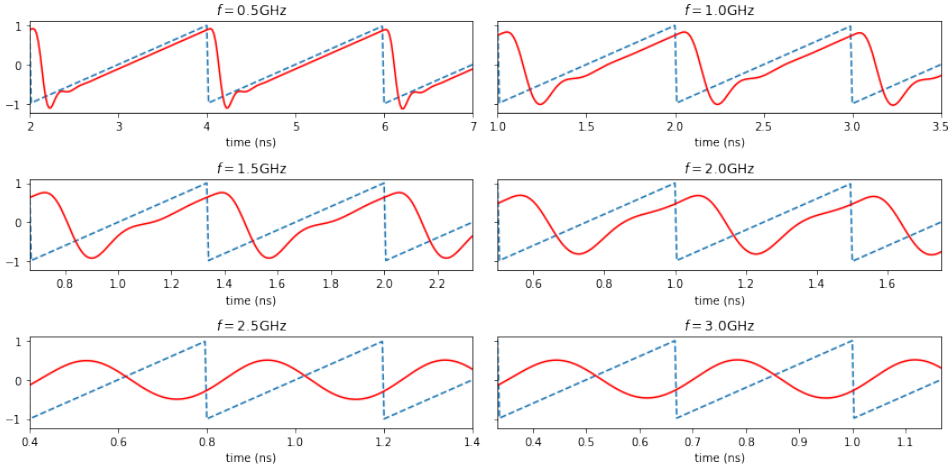 f = 0.5GHz
1
0
−1
2 3 4 5 6 7
time (ns)
f = 1.0GHz
1.0 1.5 2.0 2.5 3.0 3.5
time (ns)
f = 1.5GHz
1
0
−1
0.8 1.0 1.2 1.4 1.6 1.8 2.0 2.2
time (ns)
f = 2.0GHz
0.6 0.8 1.0 1.2 1.4 1.6
time (ns)
f = 2.5GHz
1
0
−1
0.4 0.6 0.8 1.0 1.2 1.4
time (ns)
f = 3.0GHz
0.4 0.5 0.6 0.7 0.8 0.9 1.0 1.1
time (ns)